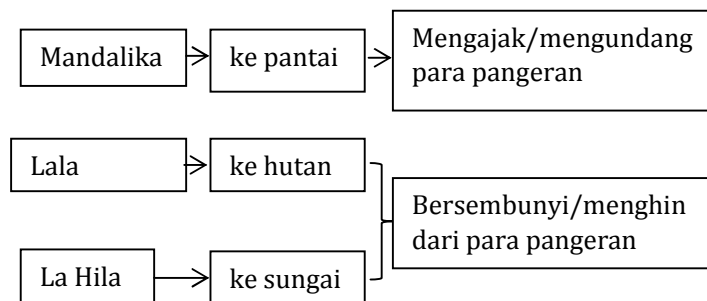 Mandalika
ke pantai
Mengajak/mengundang
para pangeran
Lala
ke hutan
Bersembunyi/menghin
dari para pangeran
La Hila
ke sungai